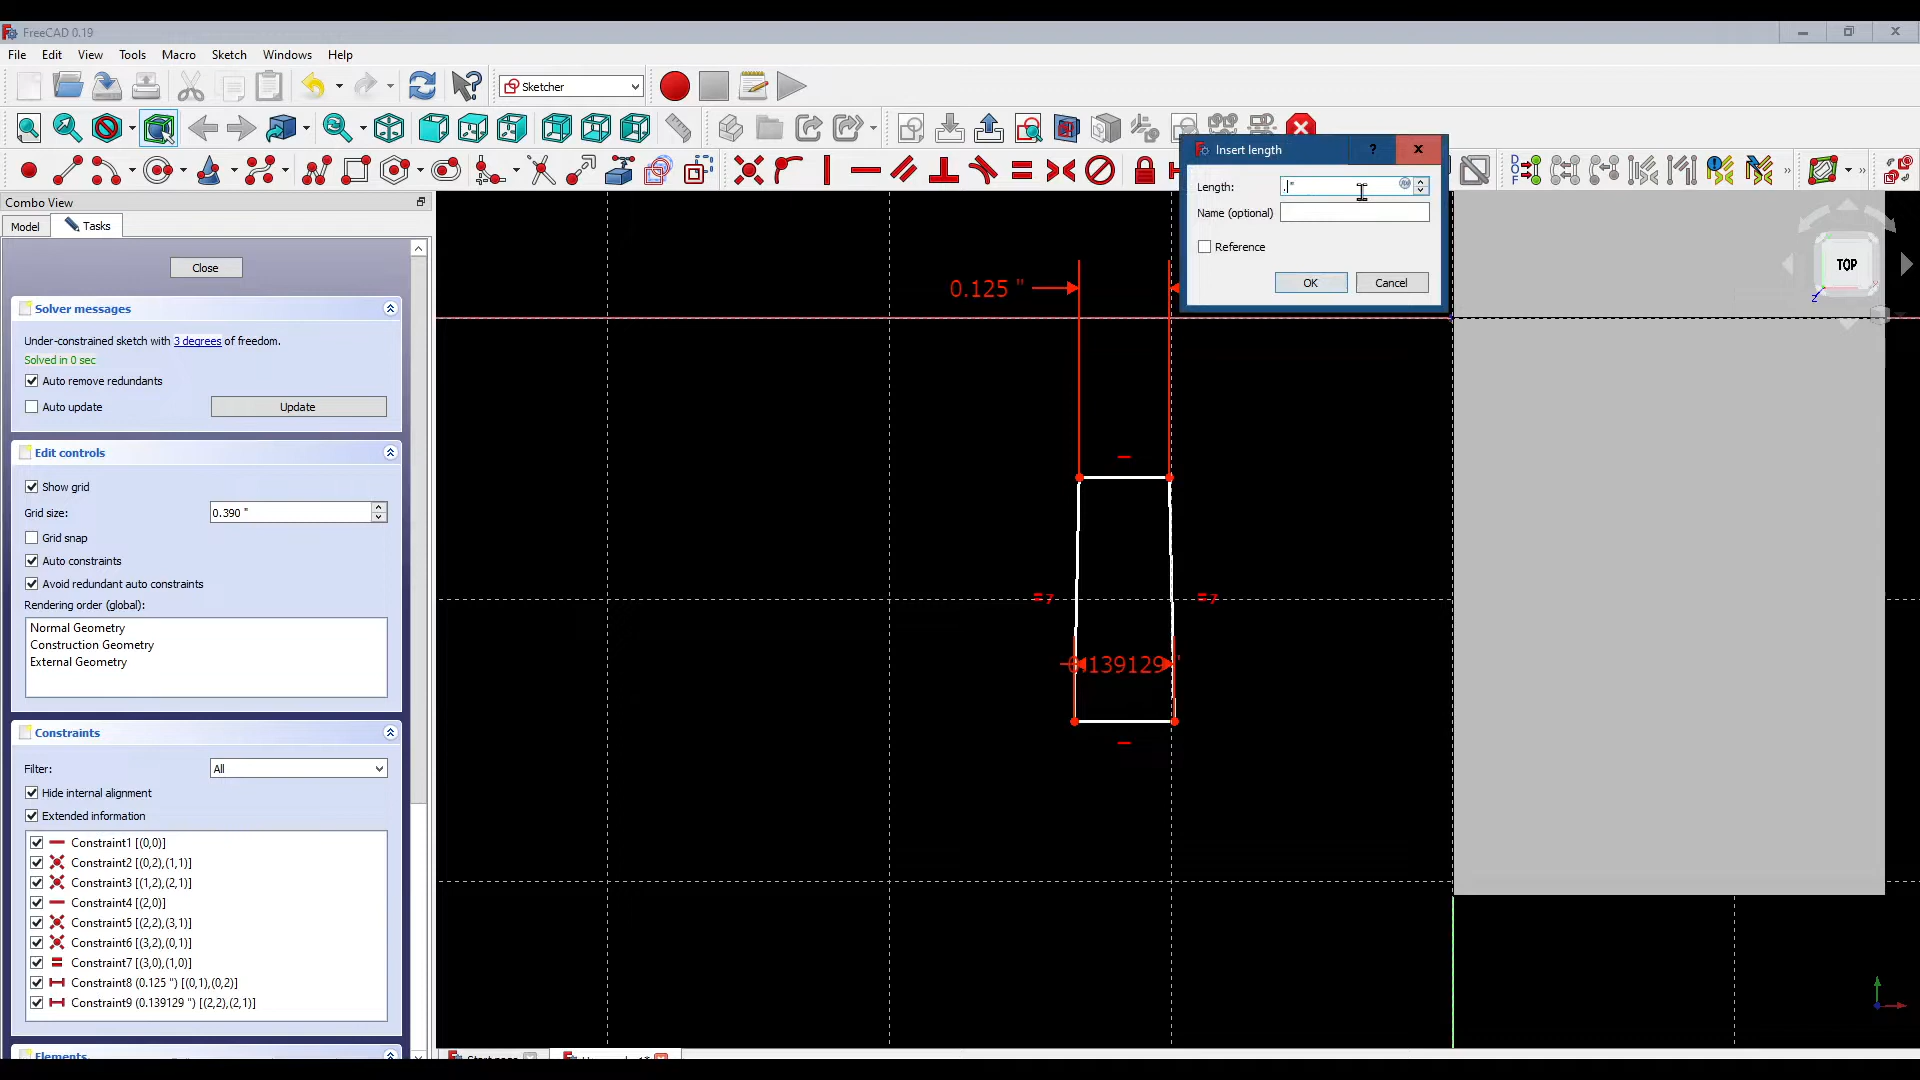 FreeCAD 0.19
File Edit View Tools Macro Sketch Windows Help
Sketcher
Insert length
?
Length:
. "
Name (optional)
Reference
OK Cancel
Combo View
Model Tasks
Close
Solver messages
Under-constrained sketch with 3 degrees of freedom.
Solved in 0 sec
Auto remove redundants
Auto update Update
Edit controls
Show grid
Grid size: 0.390 "
Grid snap
Auto constraints
Avoid redundant auto constraints
Rendering order (global):
Normal Geometry
Construction Geometry
External Geometry
Constraints
Filter: All
Hide internal alignment
Extended information
Constraint1 [(0,0)]
Constraint2 [(0,2),(1,1)]
Constraint3 [(1,2),(2,1)]
Constraint4 [(2,0)]
Constraint5 [(2,2),(3,1)]
Constraint6 [(3,2),(0,1)]
Constraint7 [(3,0),(1,0)]
Constraint8 (0.125 ") [(0,1),(0,2)]
Constraint9 (0.139129 ") [(2,2),(2,1)]
Elements
0.125 "
=7 =7
0.139129 "
TOP
Z
Start page